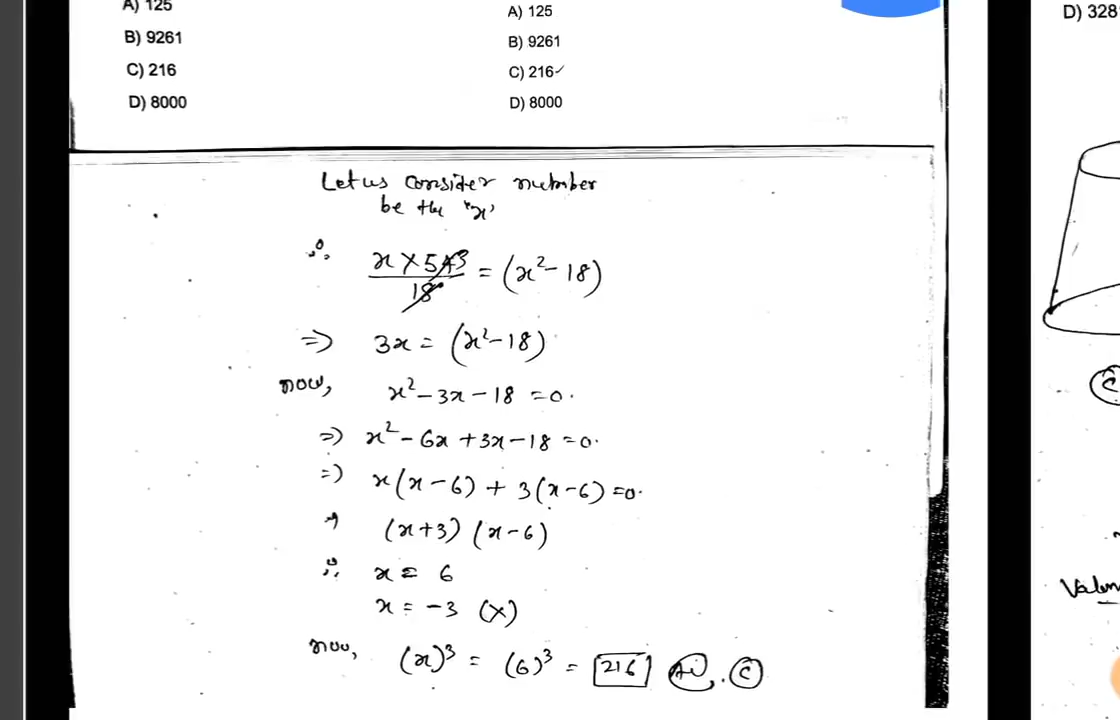 A) 125
B) 9261
C) 216
D) 8000
A) 125
B) 9261
C) 216✓
D) 8000
D) 328
Let us consider number
be the "x'
∴ x × 54 3 / 18 = (x² - 18)
=> 3x = (x² - 18)
now, x² - 3x - 18 = 0.
=> x² - 6x + 3x - 18 = 0.
=> x(x - 6) + 3(x - 6) = 0.
(x + 3) (x - 6)
∴ x = 6
x = -3 (x)
now, (x)³ = (6)³ = 216 . C
C